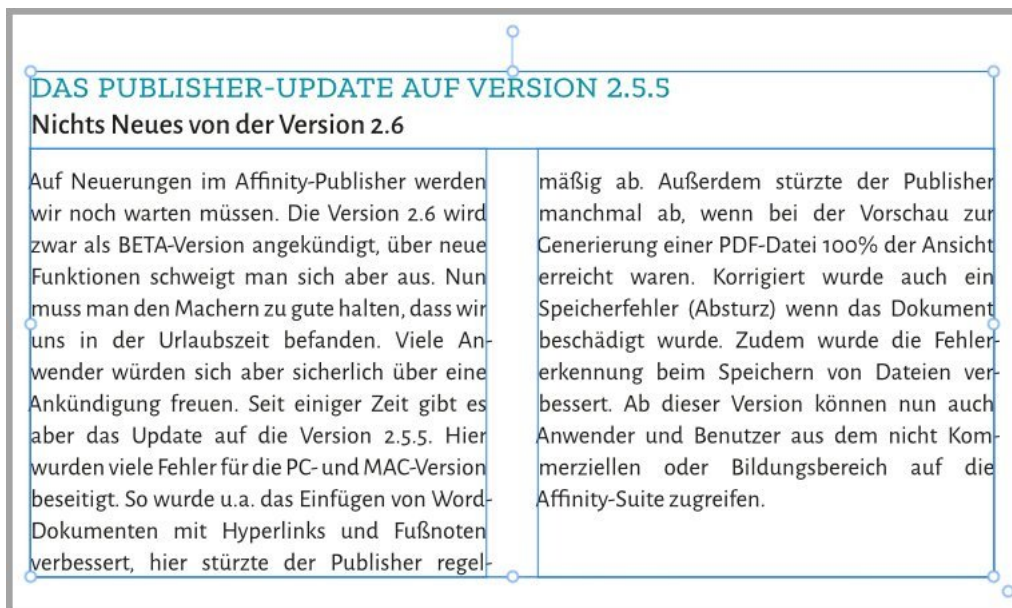 DAS PUBLISHER-UPDATE AUF VERSION 2.5.5
Nichts Neues von der Version 2.6
Auf Neuerungen im Affinity-Publisher werden
wir noch warten müssen. Die Version 2.6 wird
zwar als BETA-Version angekündigt, über neue
Funktionen schweigt man sich aber aus. Nun
muss man den Machern zu gute halten, dass wir
uns in der Urlaubszeit befanden. Viele An-
wender würden sich aber sicherlich über eine
Ankündigung freuen. Seit einiger Zeit gibt es
aber das Update auf die Version 2.5.5. Hier
wurden viele Fehler für die PC- und MAC-Version
beseitigt. So wurde u.a. das Einfügen von Word-
Dokumenten mit Hyperlinks und Fußnoten
verbessert, hier stürzte der Publisher regel-
mäßig ab. Außerdem stürzte der Publisher
manchmal ab, wenn bei der Vorschau zur
Generierung einer PDF-Datei 100% der Ansicht
erreicht waren. Korrigiert wurde auch ein
Speicherfehler (Absturz) wenn das Dokument
beschädigt wurde. Zudem wurde die Fehler-
erkennung beim Speichern von Dateien ver-
bessert. Ab dieser Version können nun auch
Anwender und Benutzer aus dem nicht Kom-
merziellen oder Bildungsbereich auf die
Affinity-Suite zugreifen.